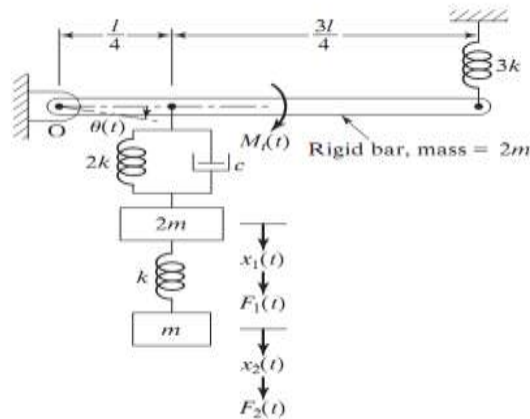 l/4
3l/4
3k
O
θ(t)
M_t(t)
Rigid bar, mass = 2m
2k
c
2m
x₁(t)
k
F₁(t)
m
x₂(t)
F₂(t)